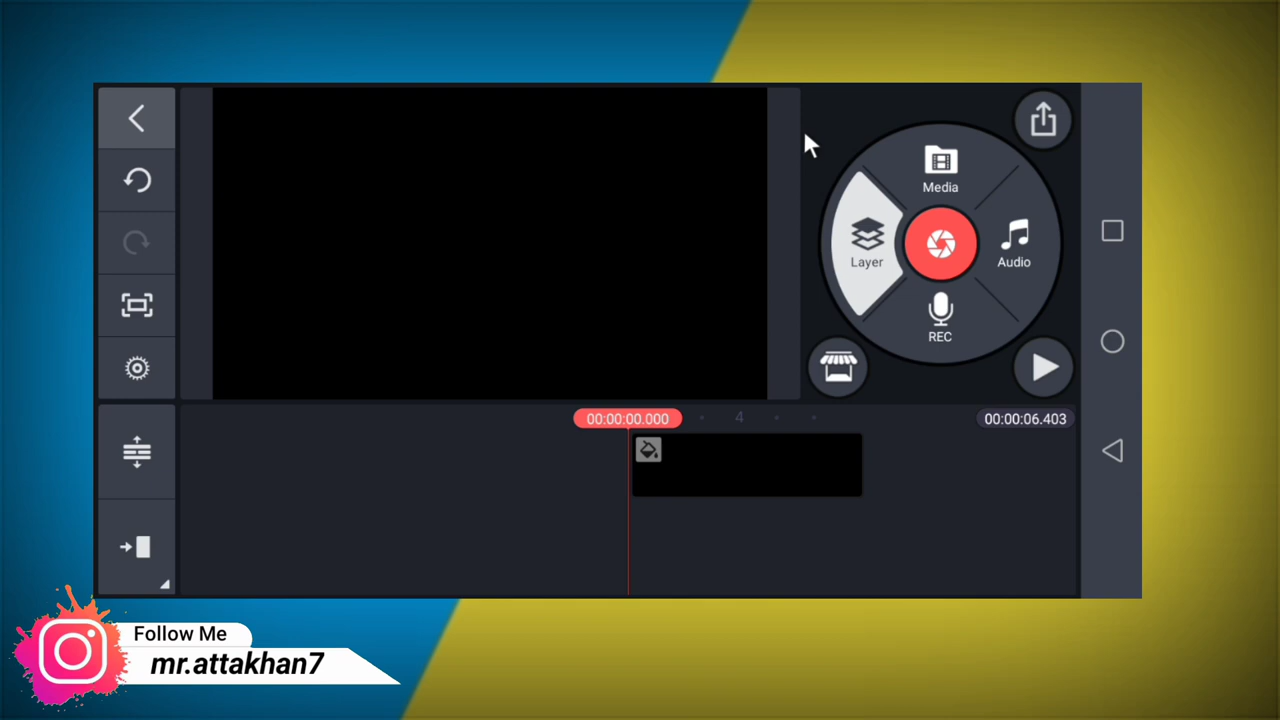 Media
Layer
Audio
REC
00:00:00.000
4
00:00:06.403
Follow Me
mr.attakhan7